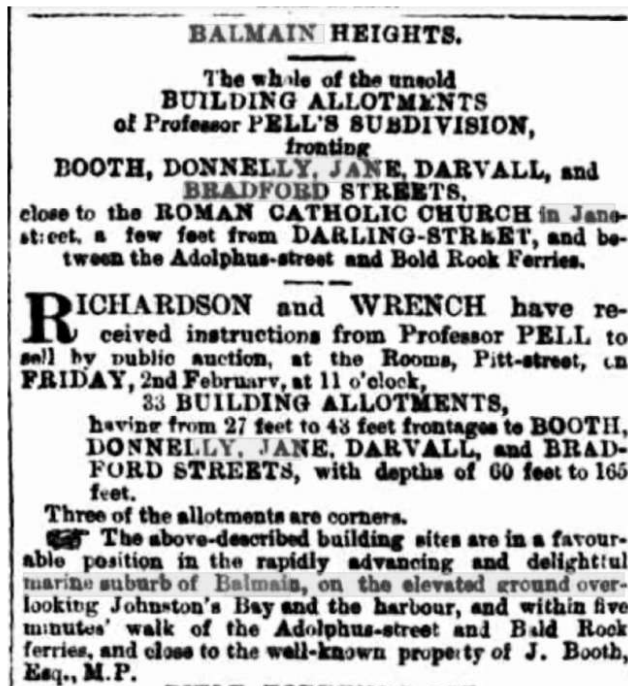 BALMAIN HEIGHTS.
The whole of the unsold
BUILDING ALLOTMENTS
of Professor PELL'S SUBDIVISION,
fronting
BOOTH, DONNELLY, JANE, DARVALL, and
BRADFORD STREETS,
close to the ROMAN CATHOLIC CHURCH in Jane-
street, a few feet from DARLING-STREET, and be-
tween the Adolphus-street and Bold Rock Ferries.
RICHARDSON and WRENCH have re-
ceived instructions from Professor PELL to
sell by public auction, at the Rooms, Pitt-street, on
FRIDAY, 2nd February, at 11 o'clock,
33 BUILDING ALLOTMENTS,
having from 27 feet to 43 feet frontages to BOOTH,
DONNELLY, JANE, DARVALL, and BRAD-
FORD STREETS, with depths of 60 feet to 165
feet.
Three of the allotments are corners.
☞ The above-described building sites are in a favour-
able position in the rapidly advancing and delightful
marine suburb of Balmain, on the elevated ground over-
looking Johnston's Bay and the harbour, and within five
minutes' walk of the Adolphus-street and Bald Rock
ferries, and close to the well-known property of J. Booth,
Esq., M.P.